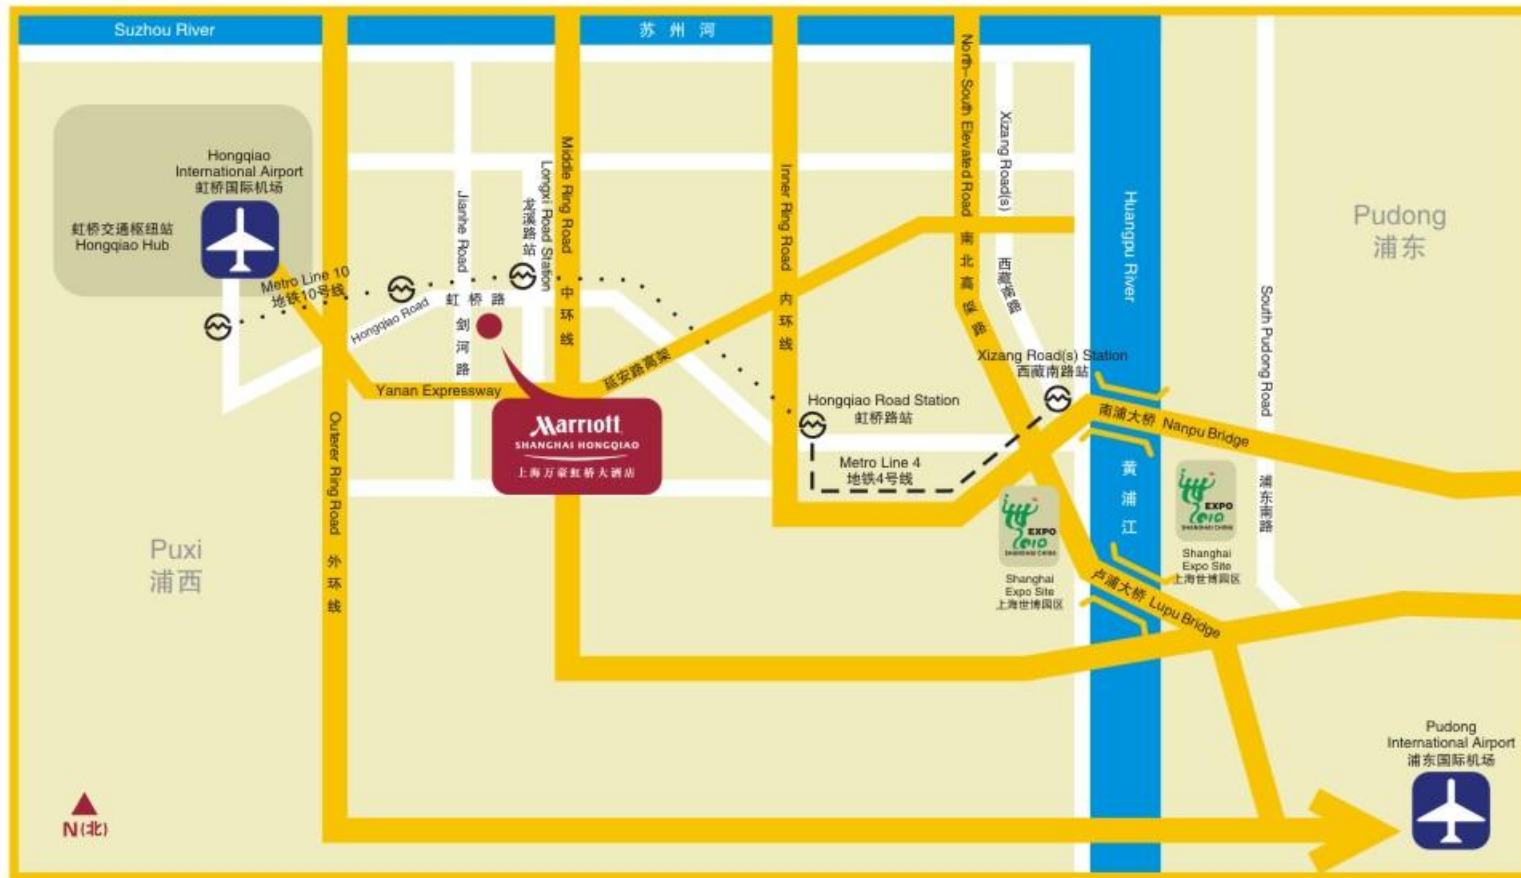 Suzhou River
苏州河
Hongqiao
International Airport
虹桥国际机场
虹桥交通枢纽站
Hongqiao Hub
Metro Line 10
地铁10号线
Hongqiao Road
虹桥路
Jianhe Road
剑河路
Longxi Road Station
龙溪路站
Middle Ring Road 中环线
Inner Ring Road 内环线
North-South Elevated Road 南北高架路
Xizang Road(s)
西藏南路
Huangpu River
黄浦江
Pudong
浦东
South Pudong Road
浦东南路
Yanan Expressway
延安路高架
Marriott
SHANGHAI HONGQIAO
上海万豪虹桥大酒店
Outerer Ring Road 外环线
Xizang Road(s) Station
西藏南路站
Hongqiao Road Station
虹桥路站
Metro Line 4
地铁4号线
南浦大桥 Nanpu Bridge
EXPO
2010
SHANGHAI CHINA
Shanghai
Expo Site
上海世博园区
EXPO
2010
SHANGHAI CHINA
Shanghai
Expo Site
上海世博园区
卢浦大桥 Lupu Bridge
Puxi
浦西
Pudong
International Airport
浦东国际机场
N(北)